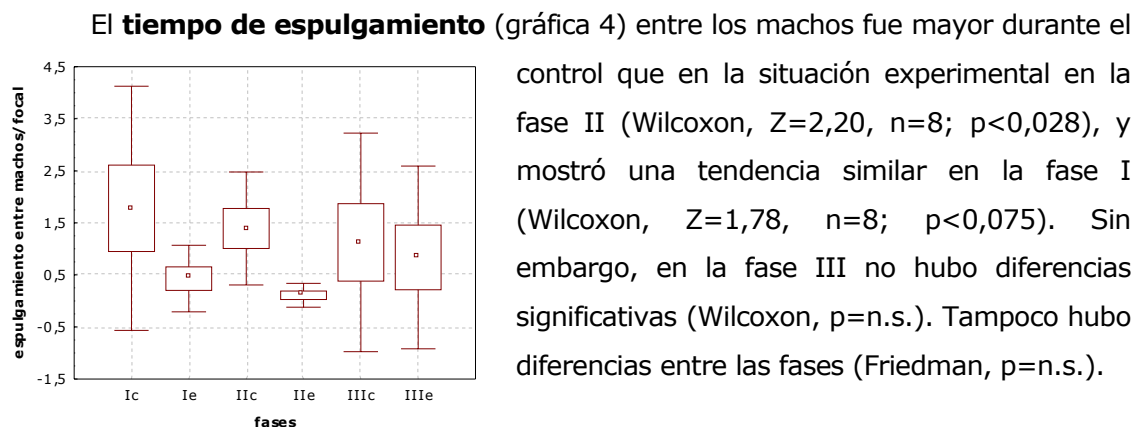 El tiempo de espulgamiento (gráfica 4) entre los machos fue mayor durante el
control que en la situación experimental en la
fase II (Wilcoxon, Z=2,20, n=8; p<0,028), y
mostró una tendencia similar en la fase I
(Wilcoxon, Z=1,78, n=8; p<0,075). Sin
embargo, en la fase III no hubo diferencias
significativas (Wilcoxon, p=n.s.). Tampoco hubo
diferencias entre las fases (Friedman, p=n.s.).
espulgamiento entre machos/focal
4,5
3,5
2,5
1,5
0,5
-0,5
-1,5
Ic Ie IIc IIe IIIc IIIe
fases